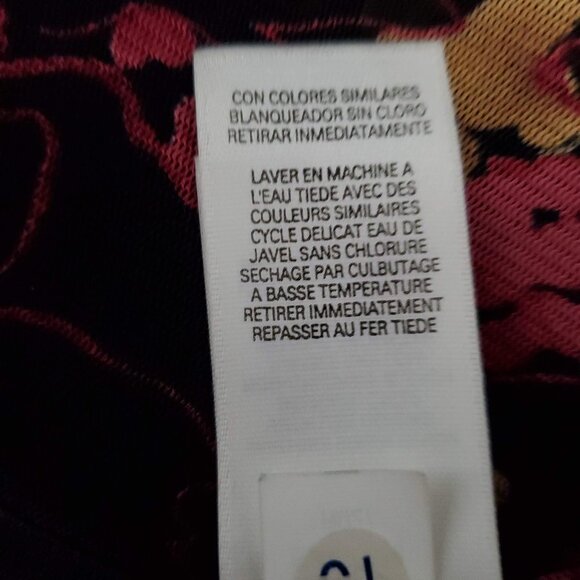 CON COLORES SIMILARES
BLANQUEADOR SIN CLORO
RETIRAR INMEDIATAMENTE
LAVER EN MACHINE A
L'EAU TIEDE AVEC DES
COULEURS SIMILAIRES
CYCLE DELICAT EAU DE
JAVEL SANS CHLORURE
SECHAGE PAR CULBUTAGE
A BASSE TEMPERATURE
RETIRER IMMEDIATEMENT
REPASSER AU FER TIEDE